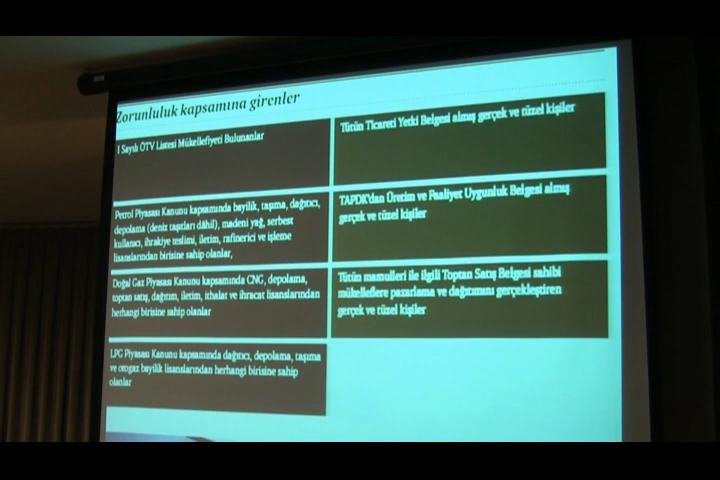 Zorunluluk kapsamına girenler
I Sayılı ÖTV Listesi Mükellefiyeti Bulunanlar
Petrol Piyasası Kanunu kapsamında bayilik, taşıma, dağıtıcı,
depolama (deniz taşıtları dâhil), madeni yağ, serbest
kullanıcı, ihrakiye teslimi, iletim, rafinerici ve işleme
lisanslarından birisine sahip olanlar,
Doğal Gaz Piyasası Kanunu kapsamında CNG, depolama,
toptan satış, dağıtım, iletim, ithalat ve ihracat lisanslarından
herhangi birisine sahip olanlar
LPG Piyasası Kanunu kapsamında dağıtıcı, depolama, taşıma
ve otogaz bayilik lisanslarından herhangi birisine sahip
olanlar
Tütün Ticareti Yetki Belgesi almış gerçek ve tüzel kişiler
TAPDK'dan Üretim ve Faaliyet Uygunluk Belgesi almış
gerçek ve tüzel kişiler
Tütün mamulleri ile ilgili Toptan Satış Belgesi sahibi
mükelleflere pazarlama ve dağıtımını gerçekleştiren
gerçek ve tüzel kişiler